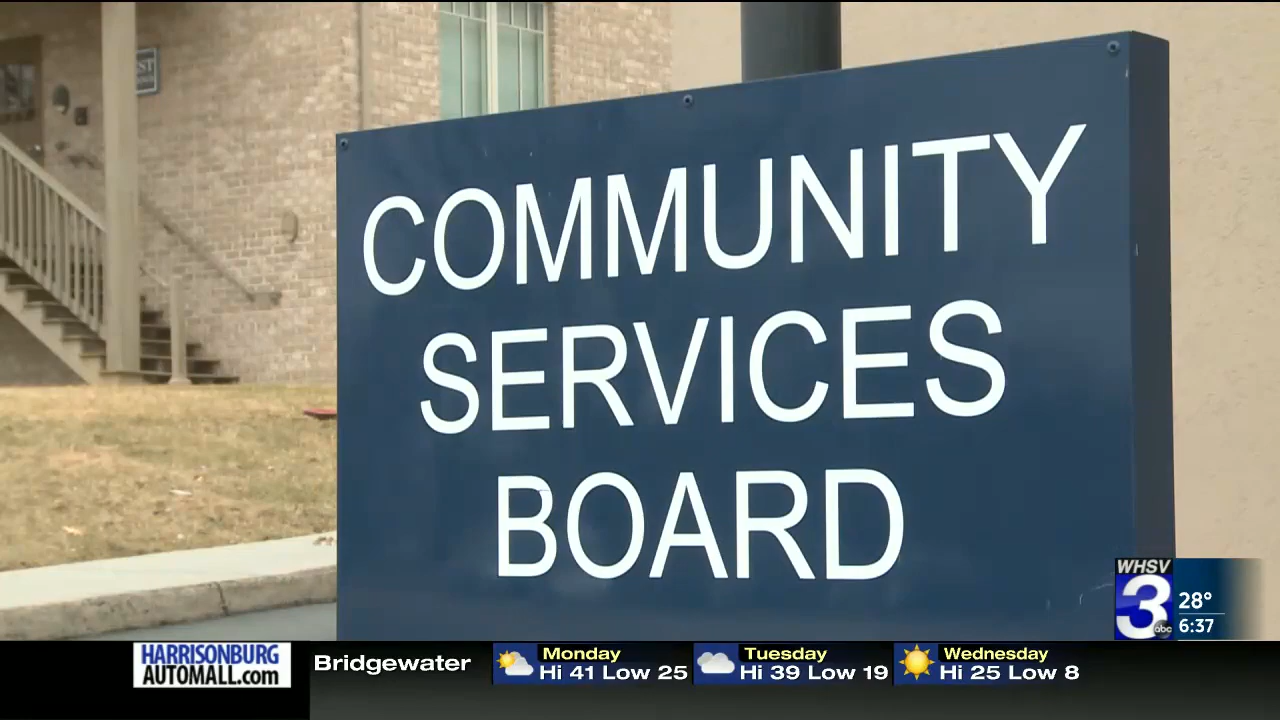 ST
COMMUNITY
SERVICES
BOARD
WHSV
3
abc
28°
6:37
HARRISONBURG
AUTOMALL.com
Bridgewater
Monday
Hi 41 Low 25
Tuesday
Hi 39 Low 19
Wednesday
Hi 25 Low 8